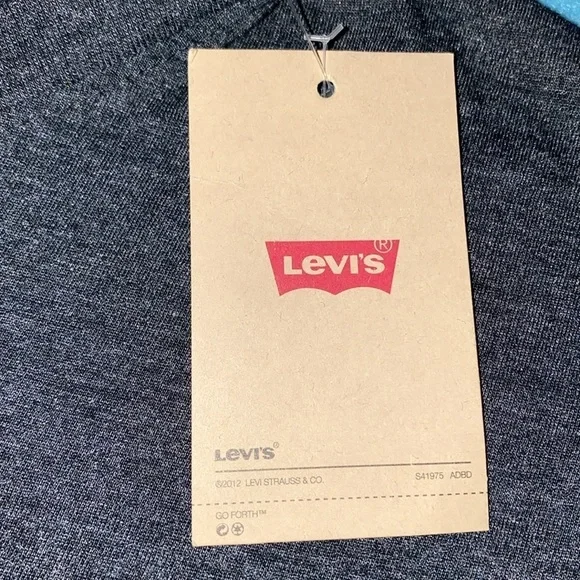 LEVI'S®
LEVI'S®
©2012 LEVI STRAUSS & CO. S41975 ADBD
GO FORTH™